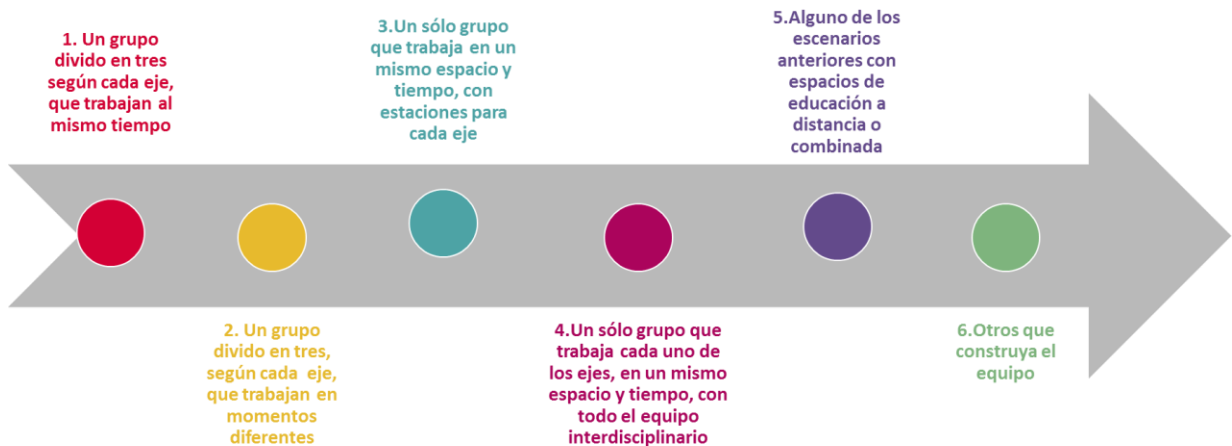 1. Un grupo
divido en tres
según cada eje,
que trabajan al
mismo tiempo
2. Un grupo
divido en tres,
según cada eje,
que trabajan en
momentos
diferentes
3.Un sólo grupo
que trabaja en un
mismo espacio y
tiempo, con
estaciones para
cada eje
4.Un sólo grupo que
trabaja cada uno de
los ejes, en un mismo
espacio y tiempo, con
todo el equipo
interdisciplinario
5.Alguno de los
escenarios
anteriores con
espacios de
educación a
distancia o
combinada
6.Otros que
construya el
equipo